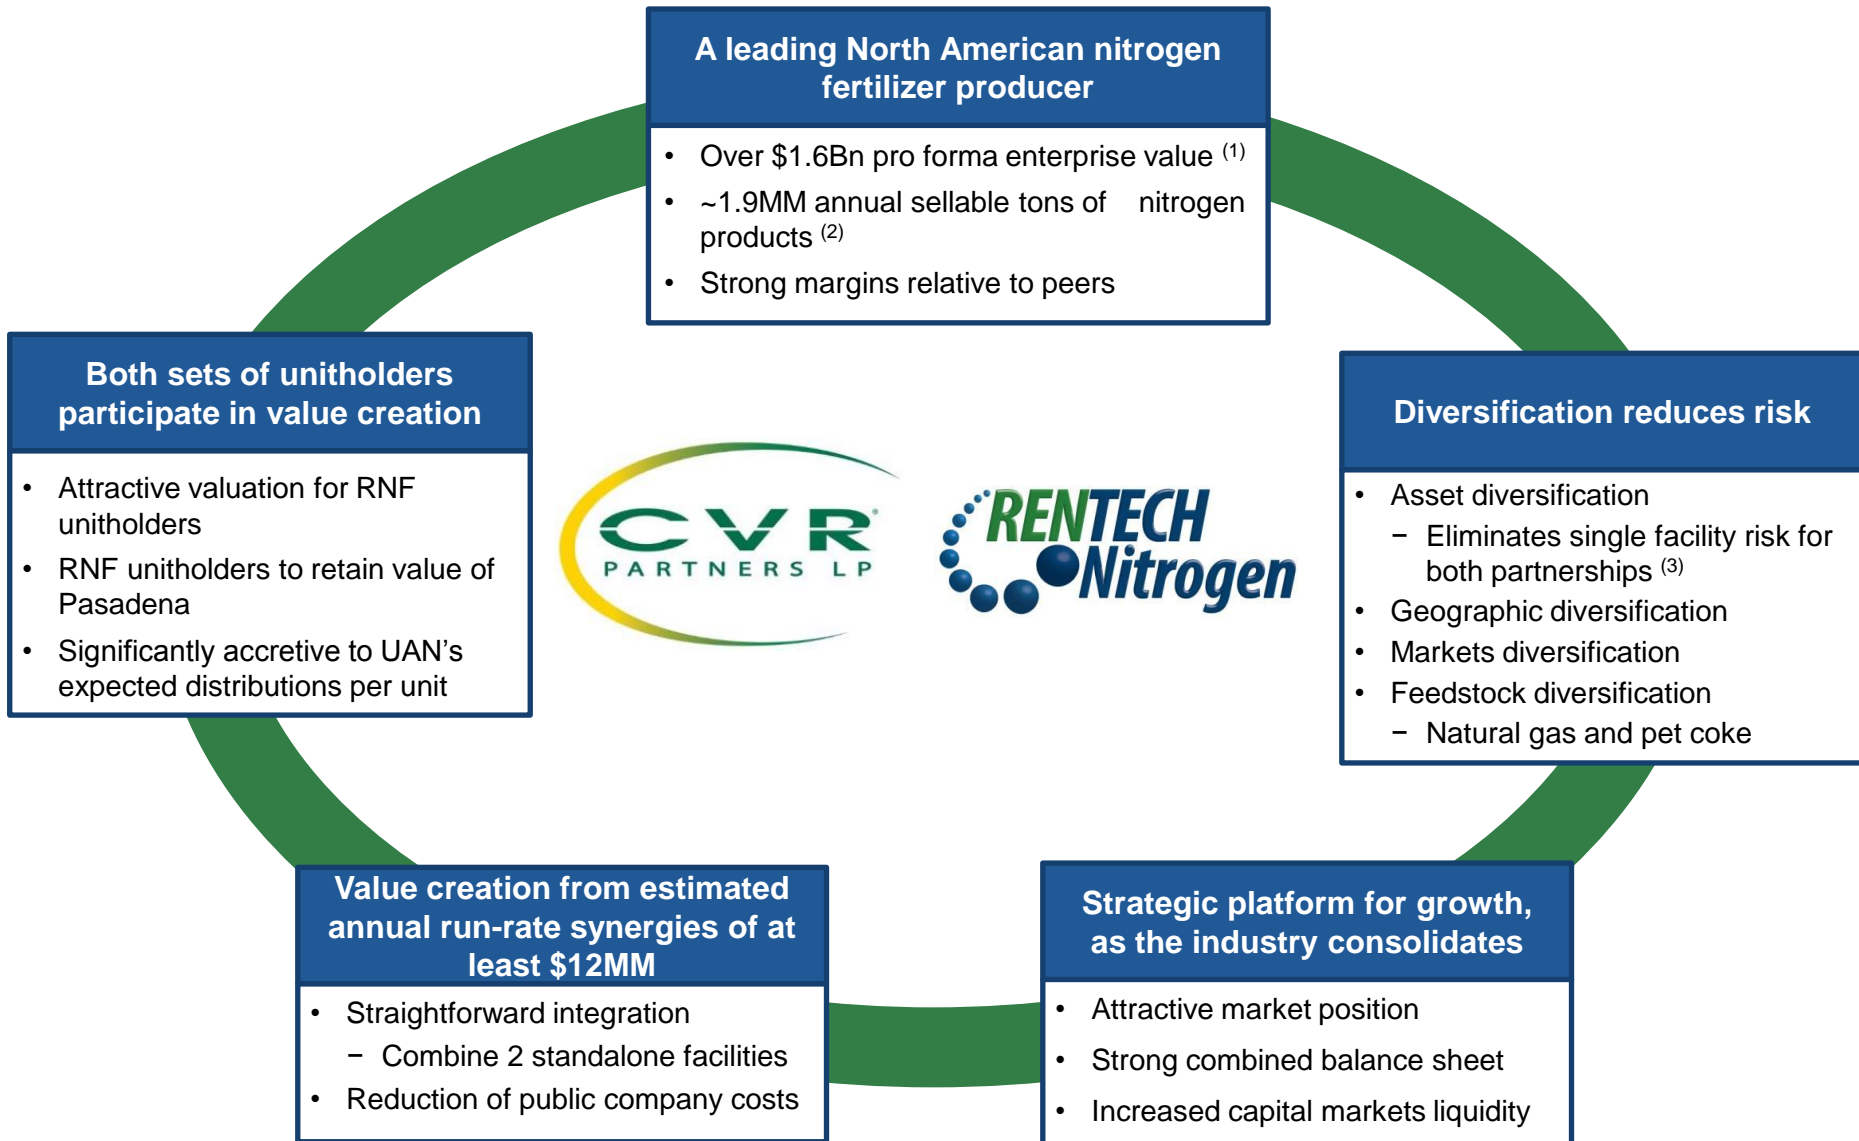 A leading North American nitrogen
fertilizer producer
• Over $1.6Bn pro forma enterprise value (1)
• ~1.9MM annual sellable tons of nitrogen
products (2)
• Strong margins relative to peers
Both sets of unitholders
participate in value creation
• Attractive valuation for RNF
unitholders
• RNF unitholders to retain value of
Pasadena
• Significantly accretive to UAN's
expected distributions per unit
CVR
PARTNERS LP
RENTECH
Nitrogen
Diversification reduces risk
• Asset diversification
− Eliminates single facility risk for
both partnerships (3)
• Geographic diversification
• Markets diversification
• Feedstock diversification
− Natural gas and pet coke
Value creation from estimated
annual run-rate synergies of at
least $12MM
• Straightforward integration
− Combine 2 standalone facilities
• Reduction of public company costs
Strategic platform for growth,
as the industry consolidates
• Attractive market position
• Strong combined balance sheet
• Increased capital markets liquidity